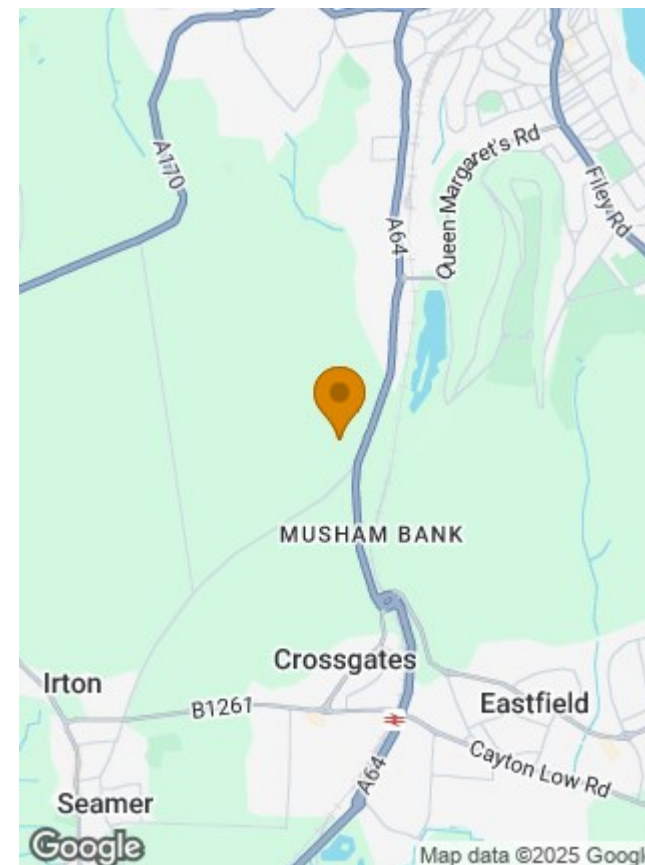 Queen Margaret's Rd
A170
Filey Rd
A64
MUSHAM BANK
Crossgates
Irton
B1261
Eastfield
Cayton Low Rd
A64
Seamer
Google
Map data ©2025 Googl